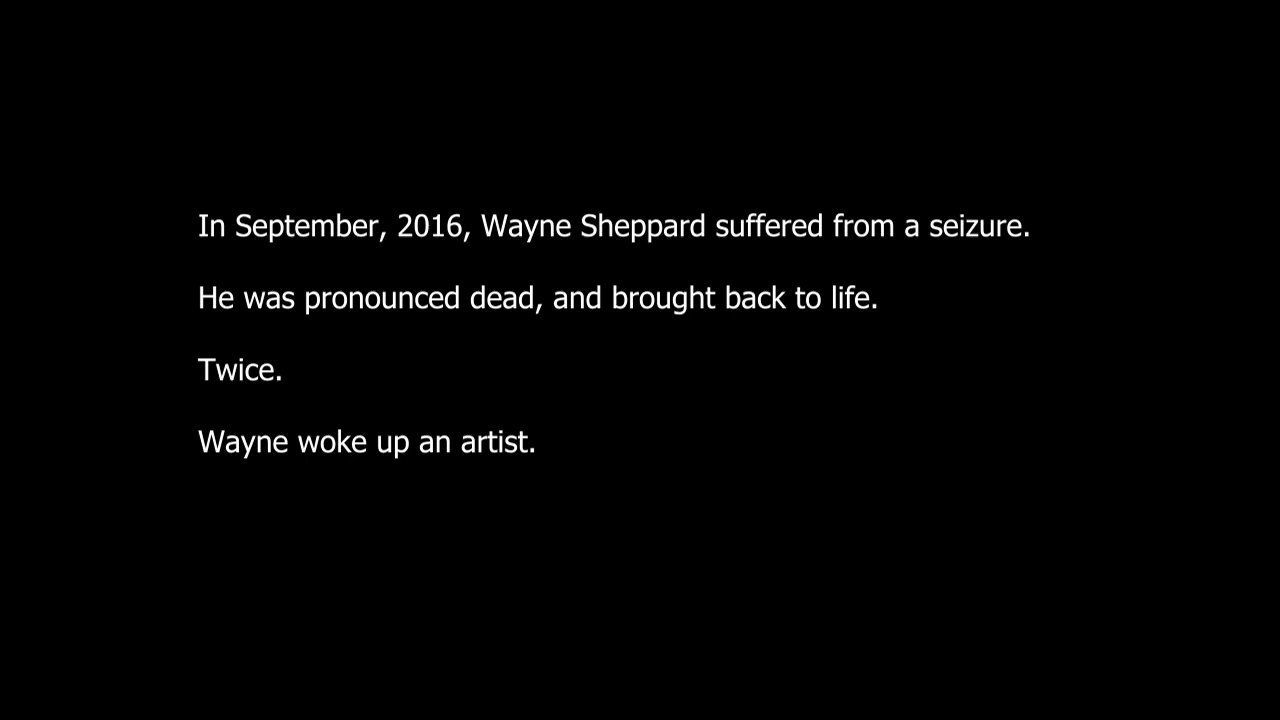 In September, 2016, Wayne Sheppard suffered from a seizure.
He was pronounced dead, and brought back to life.
Twice.
Wayne woke up an artist.